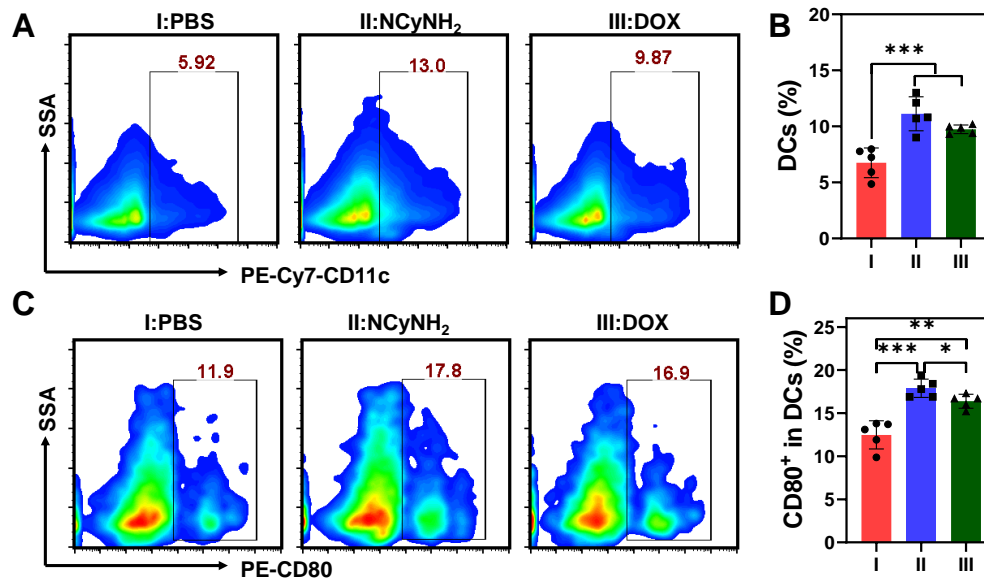 A
I:PBS
II:NCyNH₂
III:DOX
5.92
13.0
9.87
SSA
PE-Cy7-CD11c
B
20
15
10
5
0
DCs (%)
***
I
II
III
C
I:PBS
II:NCyNH₂
III:DOX
11.9
17.8
16.9
SSA
PE-CD80
D
25
20
15
10
5
0
CD80⁺ in DCs (%)
**
***
*
I
II
III